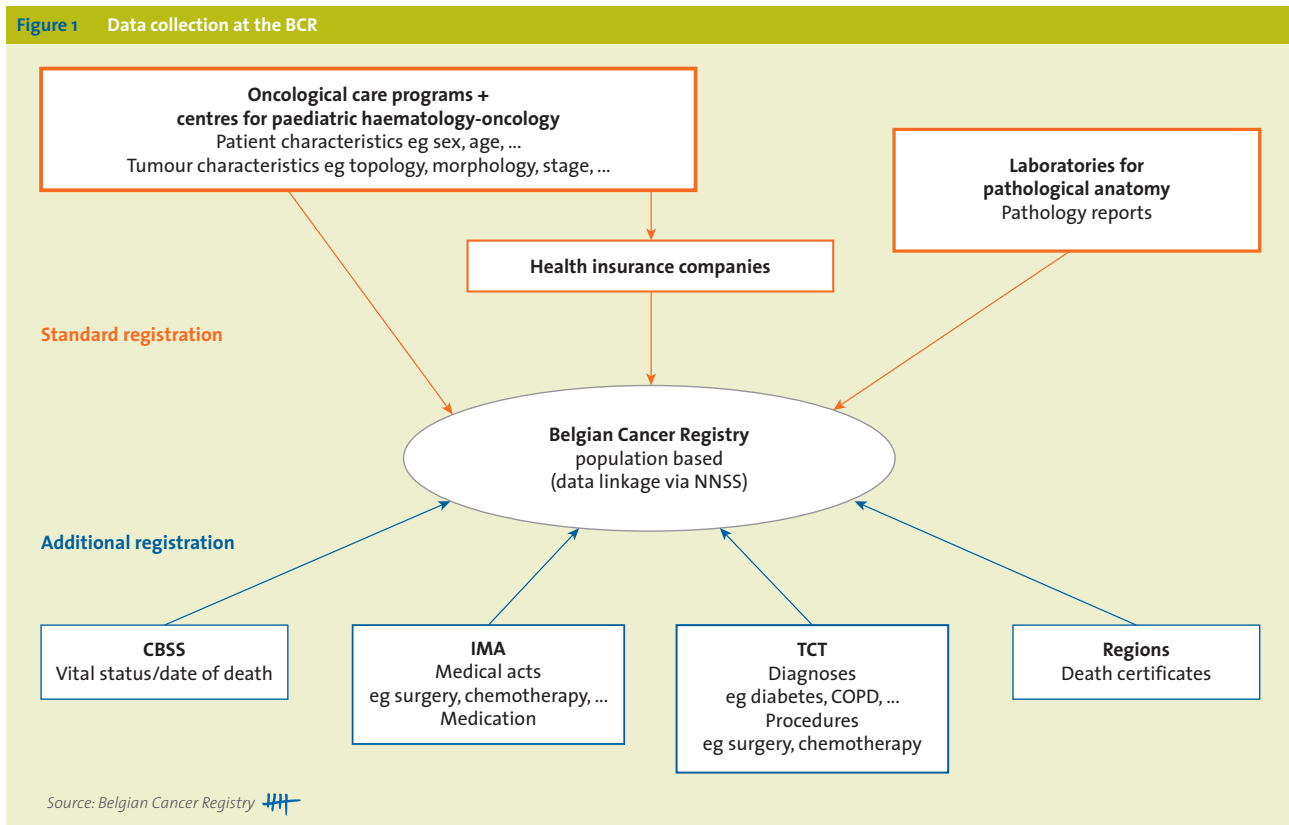 Figure 1 Data collection at the BCR
Oncological care programs +
centres for paediatric haematology-oncology
Patient characteristics eg sex, age, ...
Tumour characteristics eg topology, morphology, stage, ...
Laboratories for
pathological anatomy
Pathology reports
Health insurance companies
Standard registration
Belgian Cancer Registry
population based
(data linkage via NNSS)
Additional registration
CBSS
Vital status/date of death
IMA
Medical acts
eg surgery, chemotherapy, ...
Medication
TCT
Diagnoses
eg diabetes, COPD, ...
Procedures
eg surgery, chemotherapy
Regions
Death certificates
Source: Belgian Cancer Registry